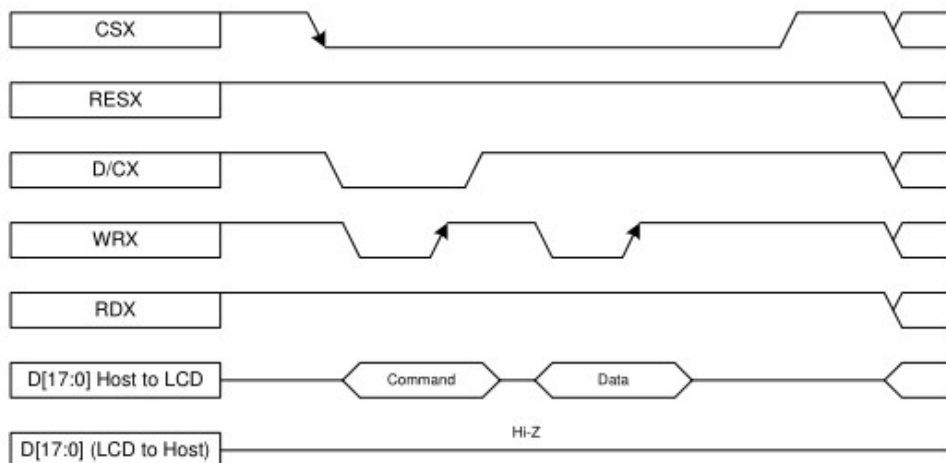 CSX
RESX
D/CX
WRX
RDX
D[17:0] Host to LCD
Command
Data
Hi-Z
D[17:0] (LCD to Host)